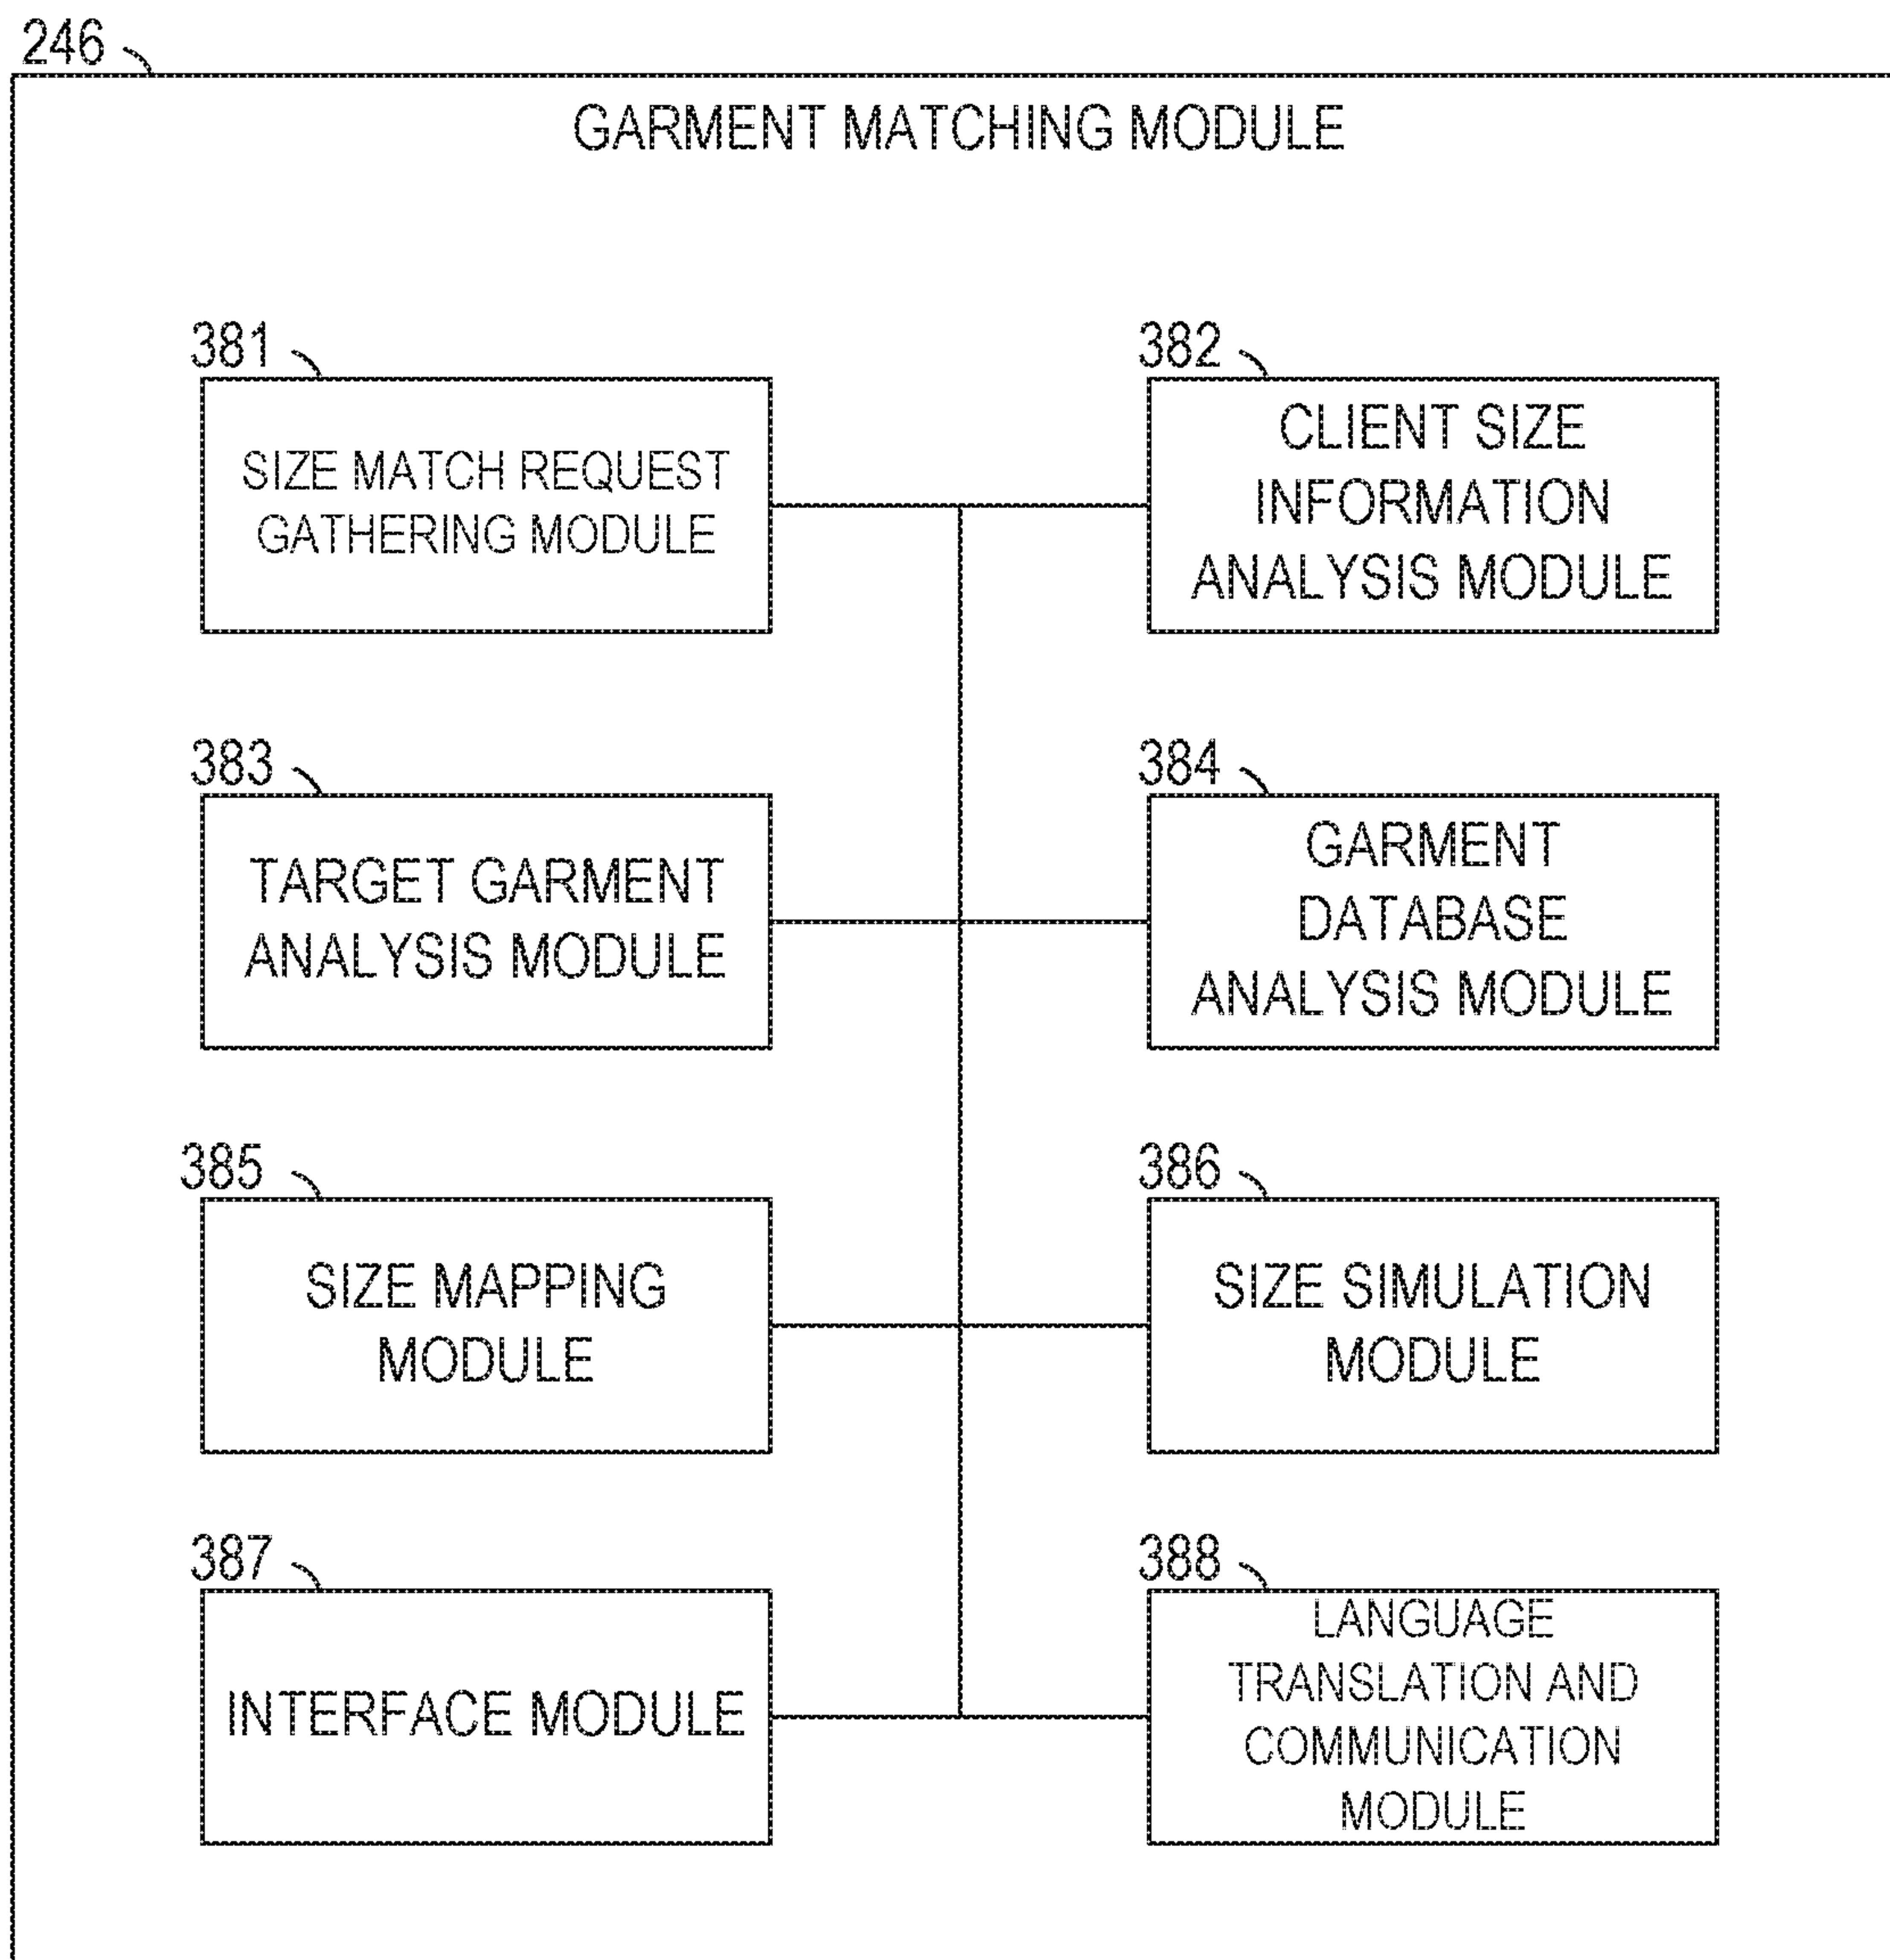 246
GARMENT MATCHING MODULE
381
SIZE MATCH REQUEST
GATHERING MODULE
382
CLIENT SIZE
INFORMATION
ANALYSIS MODULE
383
TARGET GARMENT
ANALYSIS MODULE
384
GARMENT
DATABASE
ANALYSIS MODULE
385
SIZE MAPPING
MODULE
386
SIZE SIMULATION
MODULE
387
INTERFACE MODULE
388
LANGUAGE
TRANSLATION AND
COMMUNICATION
MODULE